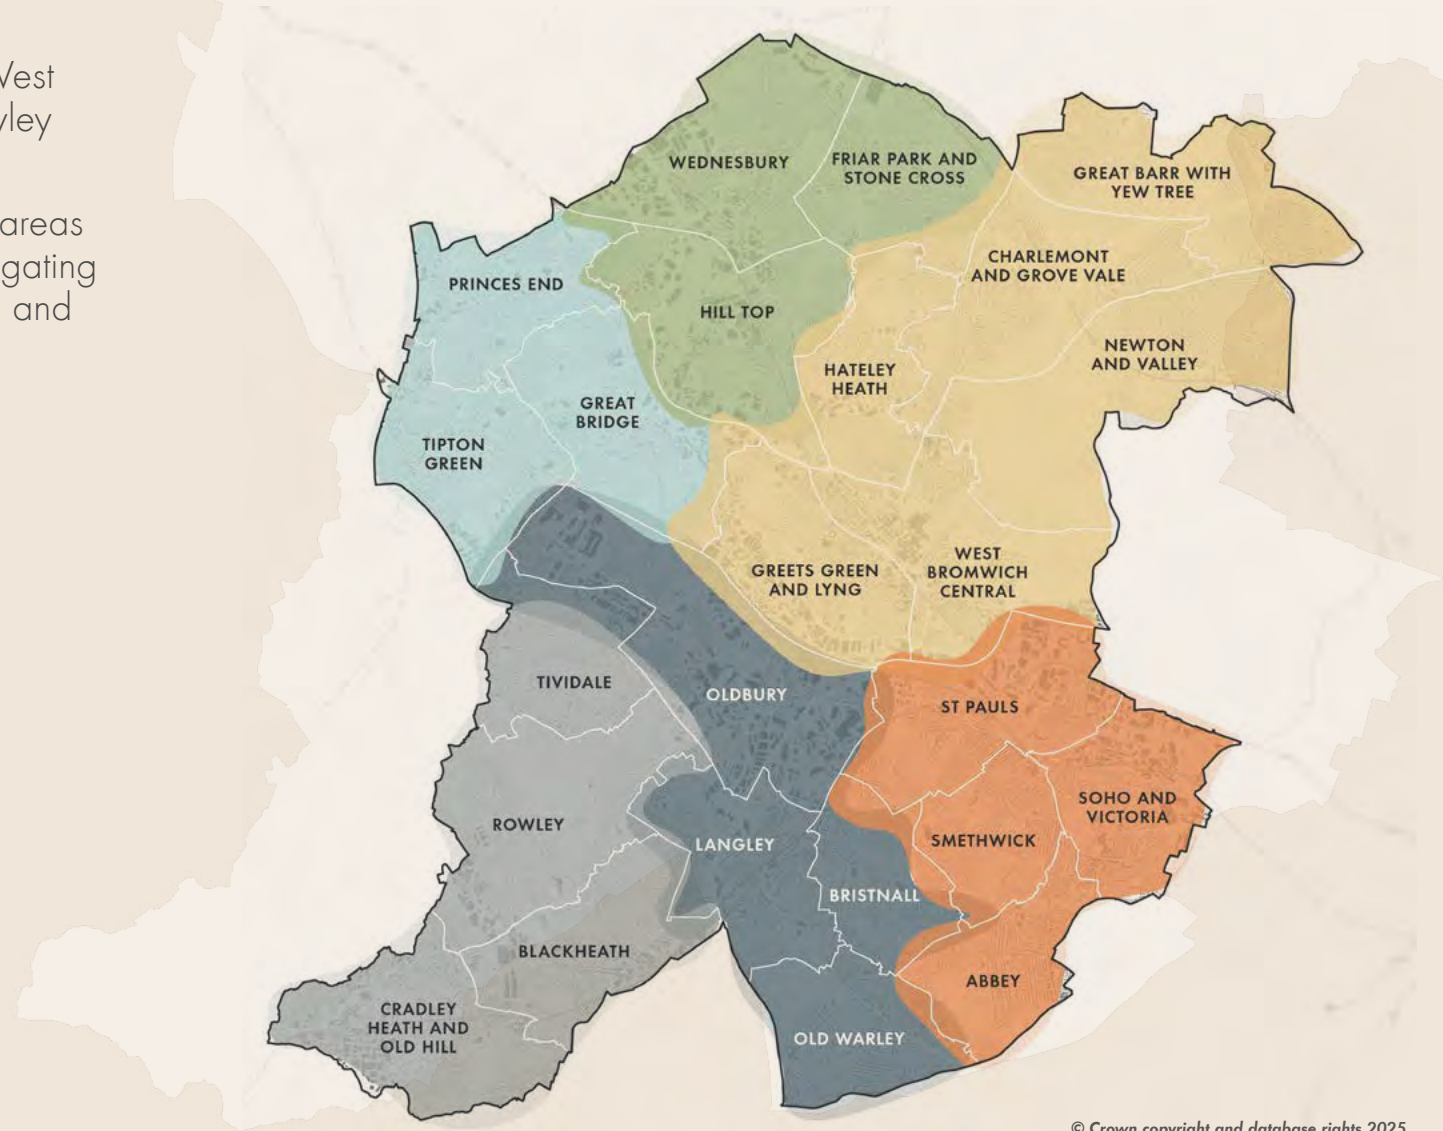 areas
and
WEDNESBURY
FRIAR PARK AND
STONE CROSS
GREAT BARR WITH
YEW TREE
CHARLEMONT
AND GROVE VALE
PRINCES END
HILL TOP
NEWTON
AND VALLEY
HATELEY
HEATH
GREAT
BRIDGE
TIPTON
GREEN
WEST
BROMWICH
CENTRAL
GREETS GREEN
AND LYNG
TIVIDALE
OLDBURY
ST PAULS
SOHO AND
VICTORIA
ROWLEY
SMETHWICK
LANGLEY
BRISTNALL
BLACKHEATH
ABBEY
CRADLEY
HEATH AND
OLD HILL
OLD WARLEY
© Crown copyright and database rights 2025